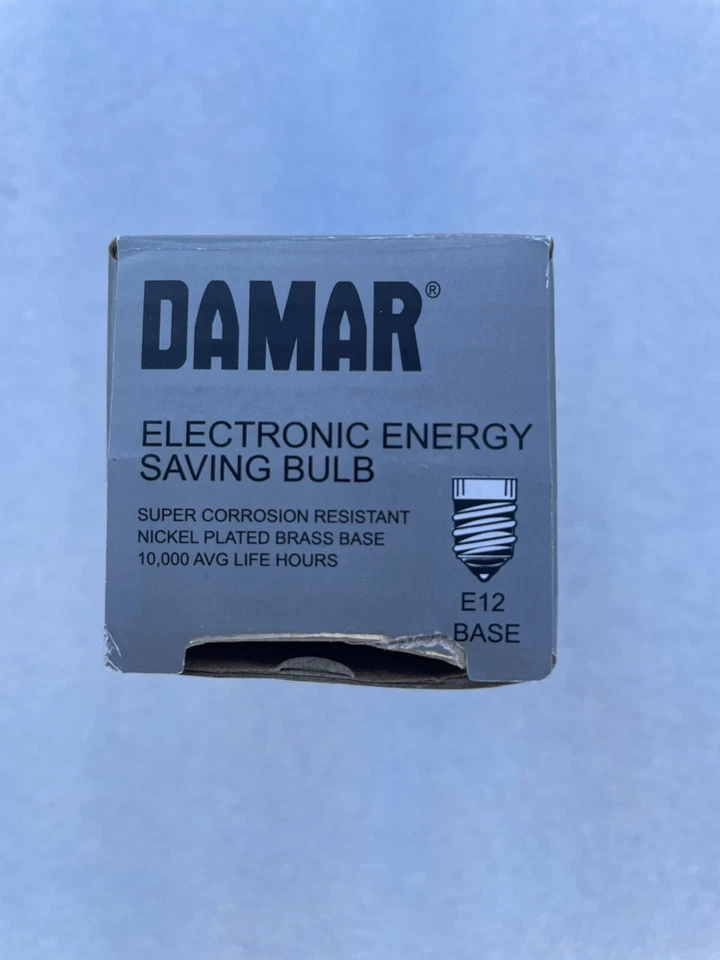 DAMAR®
ELECTRONIC ENERGY
SAVING BULB
SUPER CORROSION RESISTANT
NICKEL PLATED BRASS BASE
10,000 AVG LIFE HOURS
E12
BASE